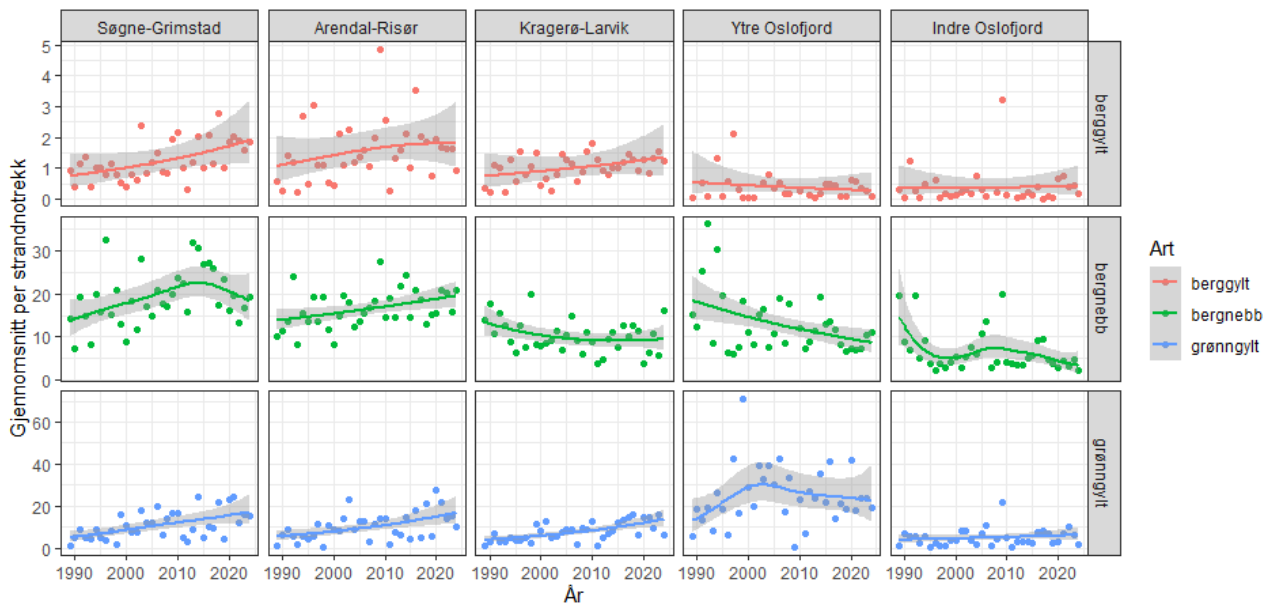 Søgne-Grimstad
Arendal-Risør
Kragerø-Larvik
Ytre Oslofjord
Indre Oslofjord
5
4
3
2
1
0
berggylt
30
20
10
0
bergnebb
60
40
20
0
grønngylt
1990 2000 2010 2020
1990 2000 2010 2020
1990 2000 2010 2020
1990 2000 2010 2020
1990 2000 2010 2020
År
Gjennomsnitt per strandnotrekk
Art
berggylt
bergnebb
grønngylt